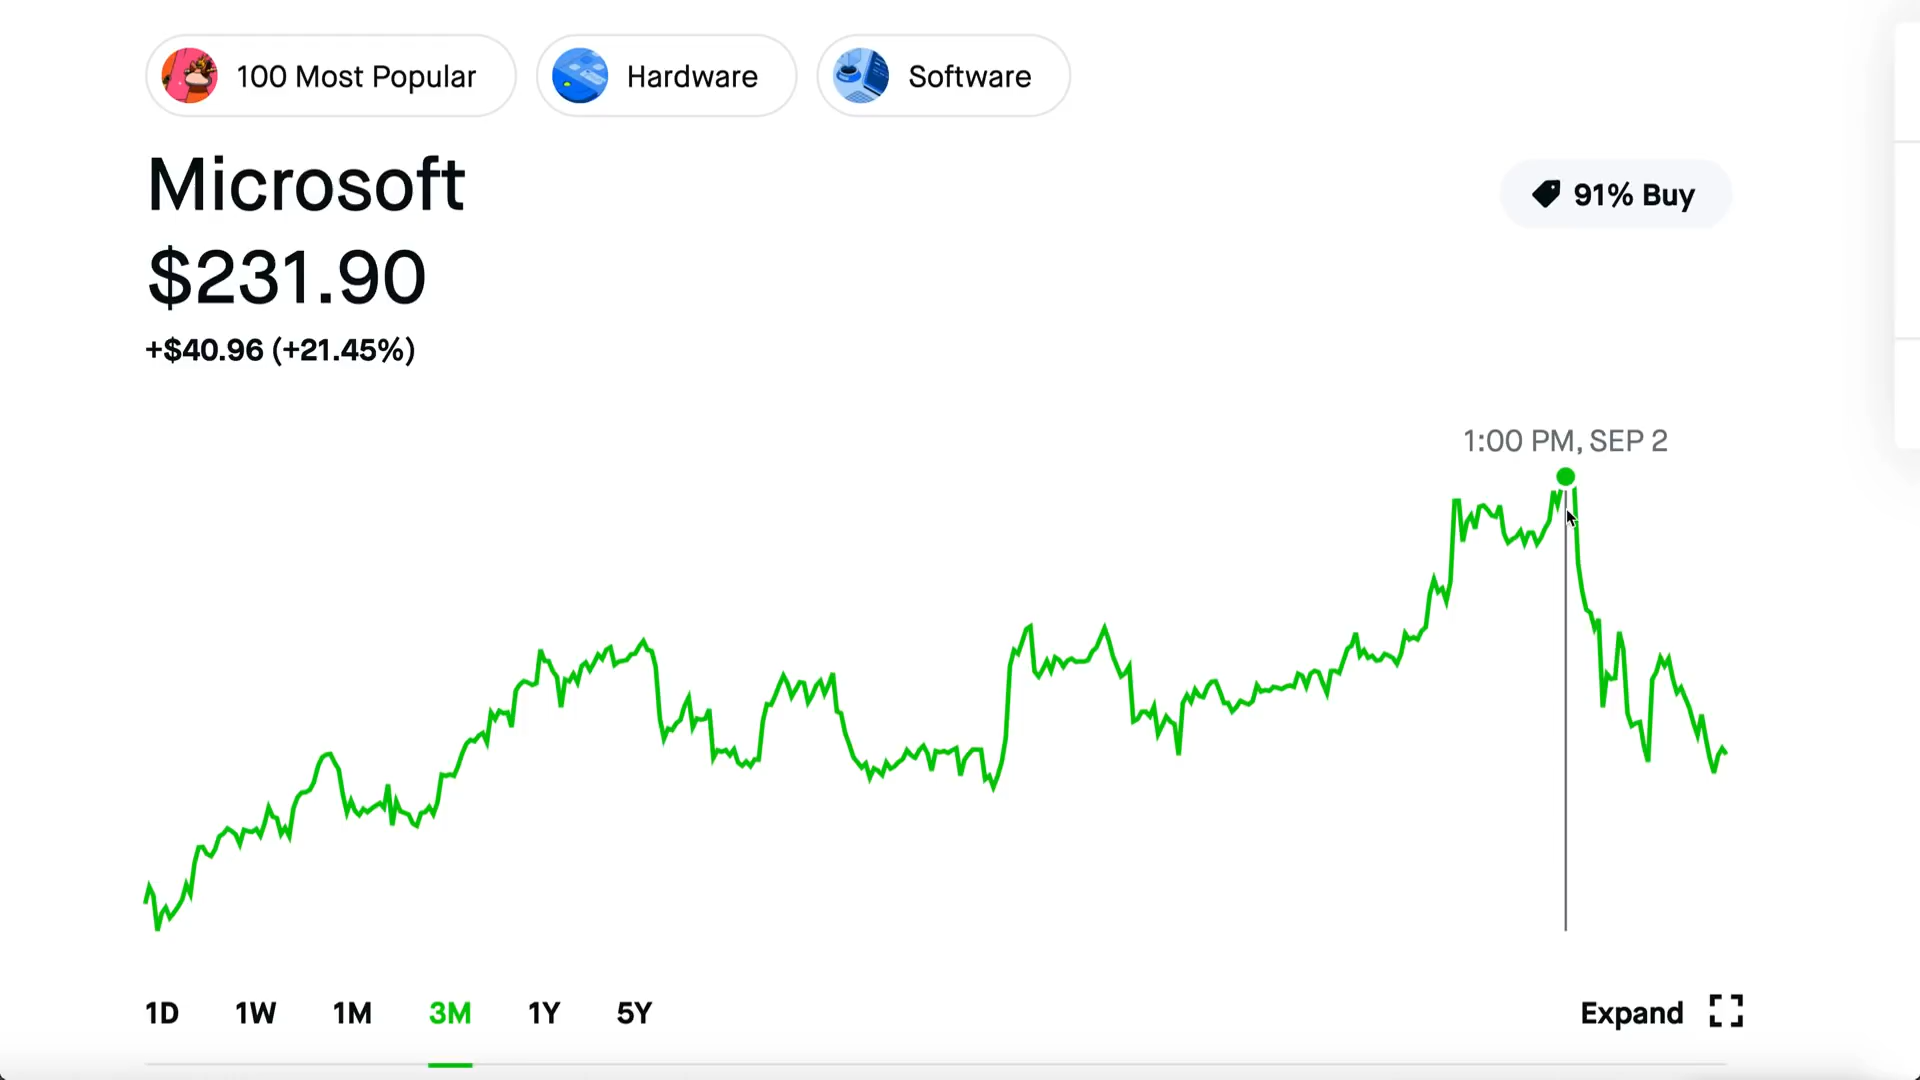 100 Most Popular
Hardware
Software
Microsoft
91% Buy
$231.90
+$40.96 (+21.45%)
1:00 PM, SEP 2
1D 1W 1M 3M 1Y 5Y
Expand